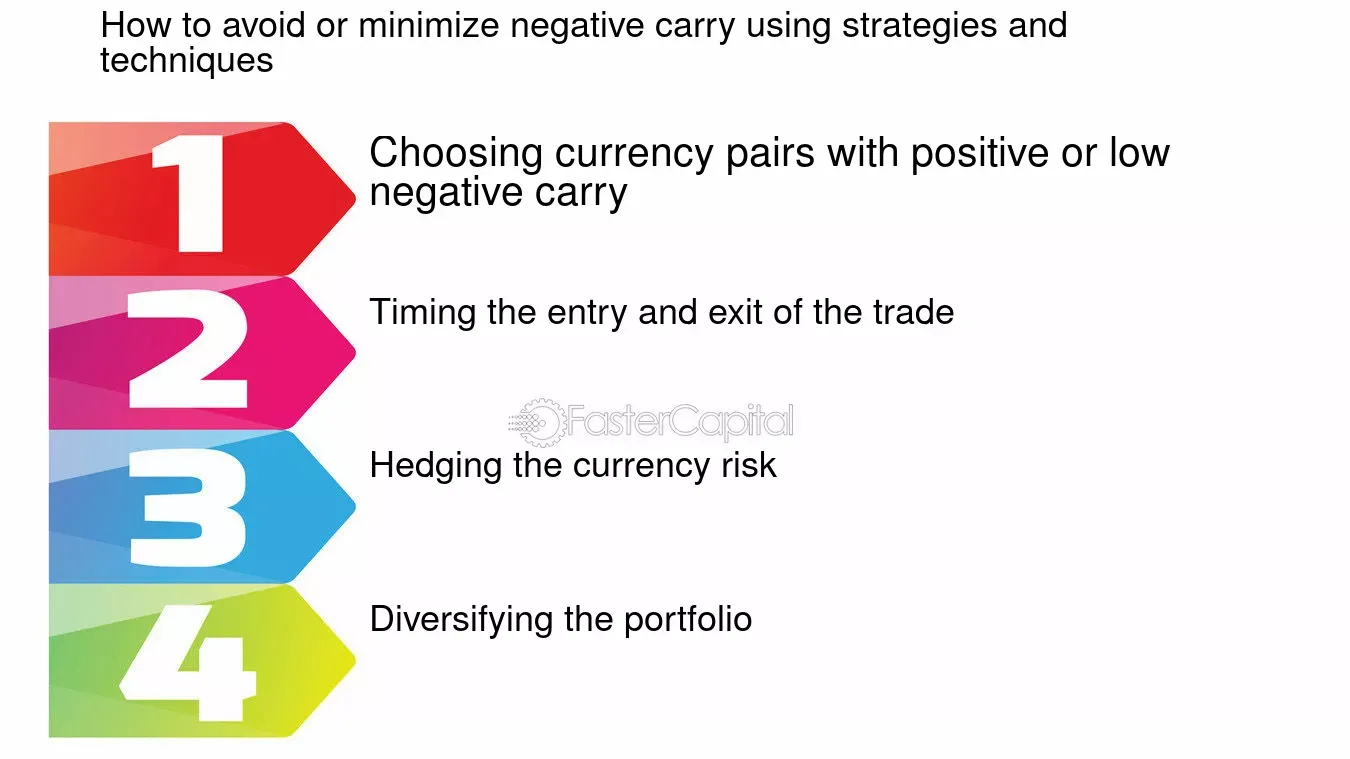 How to avoid or minimize negative carry using strategies and
techniques
1
Choosing currency pairs with positive or low
negative carry
2
Timing the entry and exit of the trade
FasterCapital
3
Hedging the currency risk
4
Diversifying the portfolio